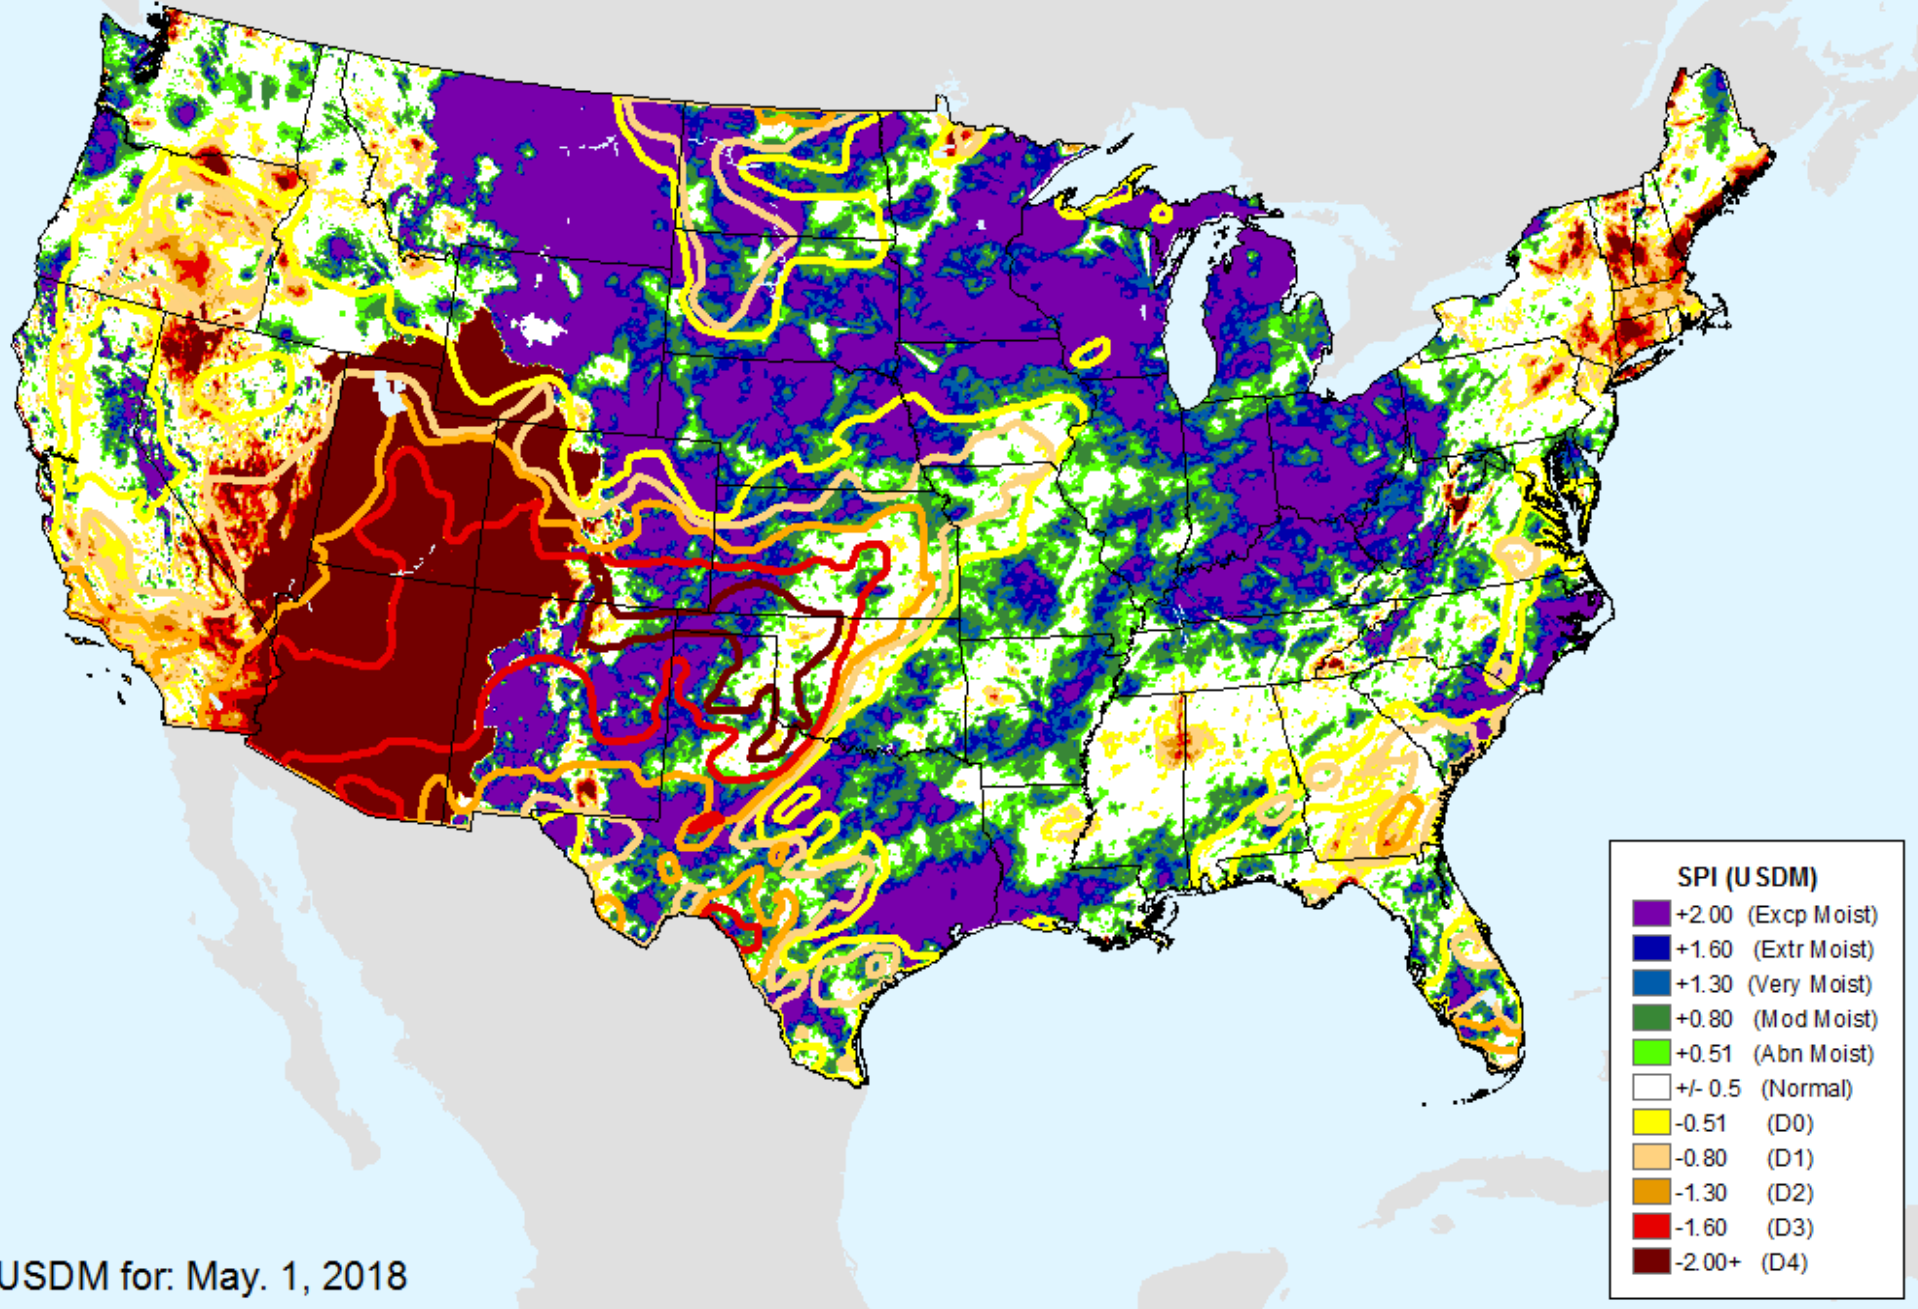 SPI (USDM)
+2.00 (Excp Moist)
+1.60 (Extr Moist)
+1.30 (Very Moist)
+0.80 (Mod Moist)
+0.51 (Abn Moist)
+/- 0.5 (Normal)
-0.51 (D0)
-0.80 (D1)
-1.30 (D2)
-1.60 (D3)
-2.00+ (D4)
USDM for: May. 1, 2018